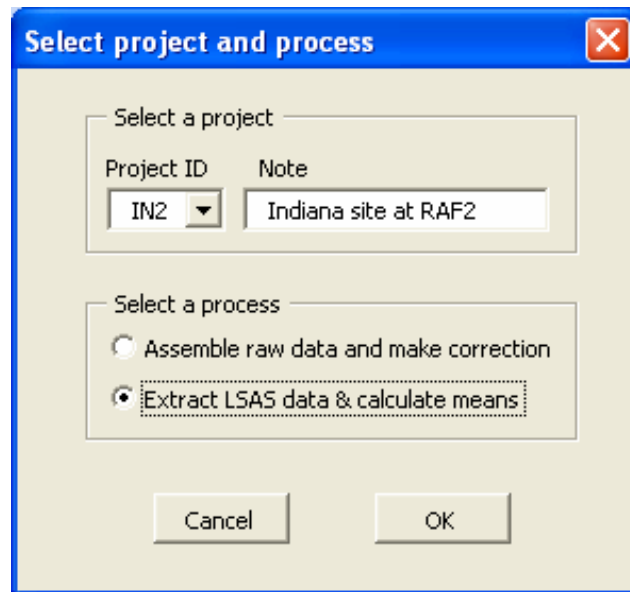 Select project and process
Select a project
Project ID Note
IN2 Indiana site at RAF2
Select a process
Assemble raw data and make correction
Extract LSAS data & calculate means
Cancel OK